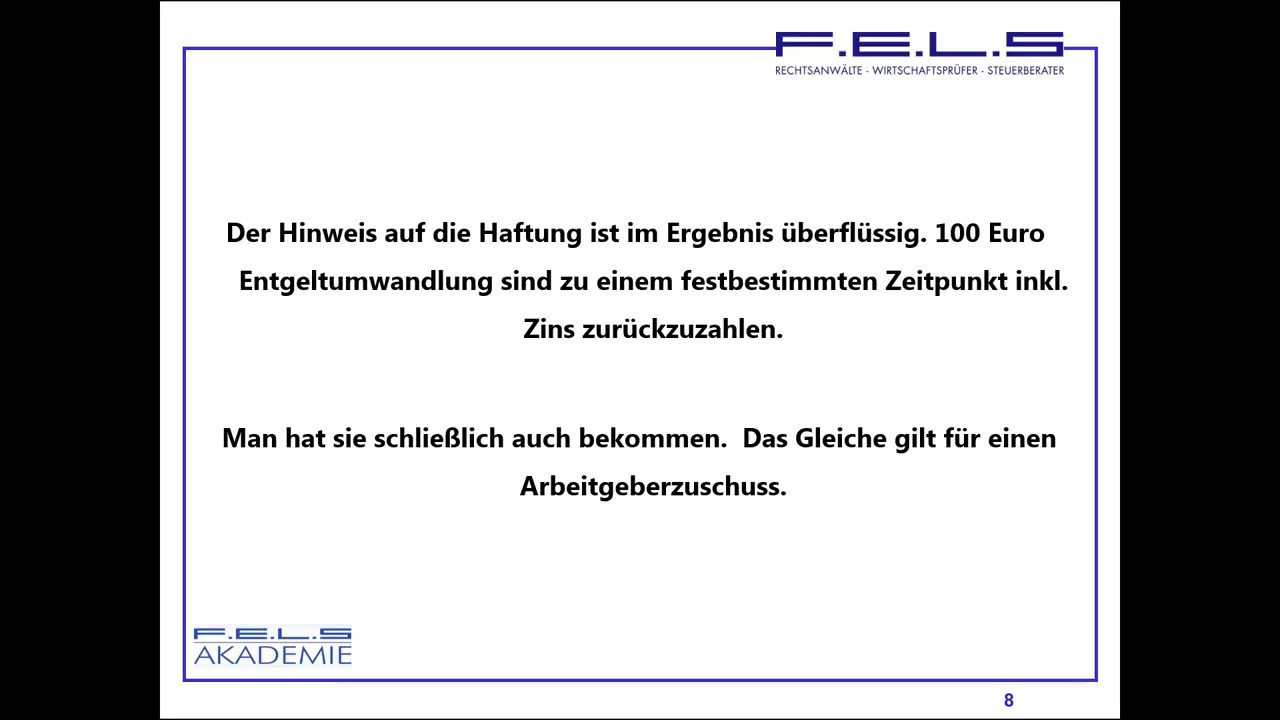 F.E.L.S
RECHTSANWÄLTE - WIRTSCHAFTSPRÜFER - STEUERBERATER
Der Hinweis auf die Haftung ist im Ergebnis überflüssig. 100 Euro
Entgeltumwandlung sind zu einem festbestimmten Zeitpunkt inkl.
Zins zurückzuzahlen.
Man hat sie schließlich auch bekommen.  Das Gleiche gilt für einen
Arbeitgeberzuschuss.
F.E.L.S
AKADEMIE
8